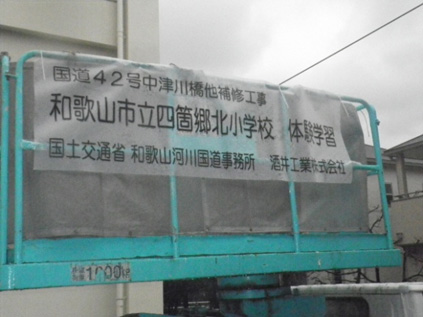 国道42号中津川橋他補修工事
和歌山市立四箇郷北小学校 体験学習
国土交通省 和歌山河川国道事務所 酒井工業株式会社
1000